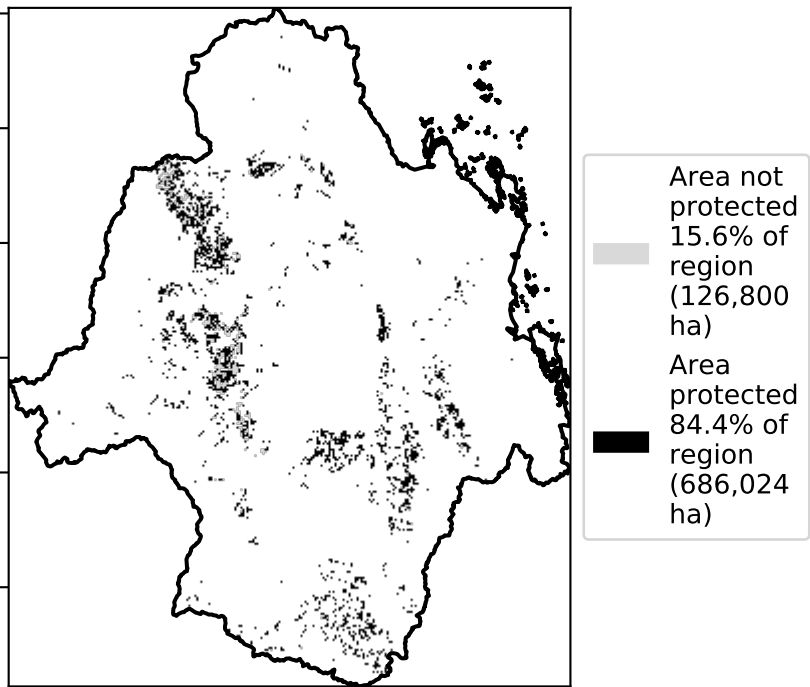 Area not
protected
15.6% of
region
(126,800
ha)
Area
protected
84.4% of
region
(686,024
ha)